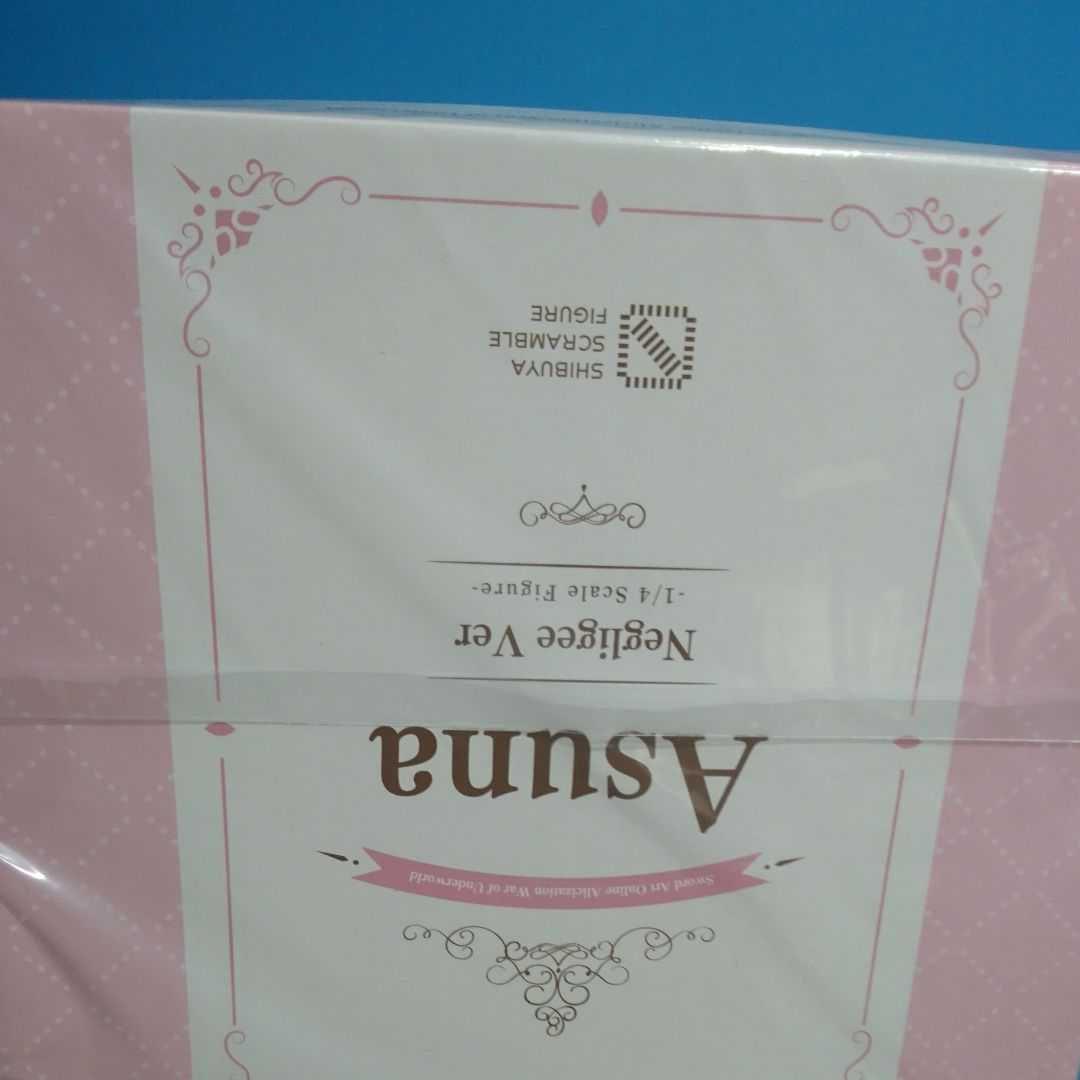 Sword Art Online Alicization War of Underworld
Asuna
Negligee Ver
-1/4 Scale Figure-
SHIBUYA
SCRAMBLE
FIGURE